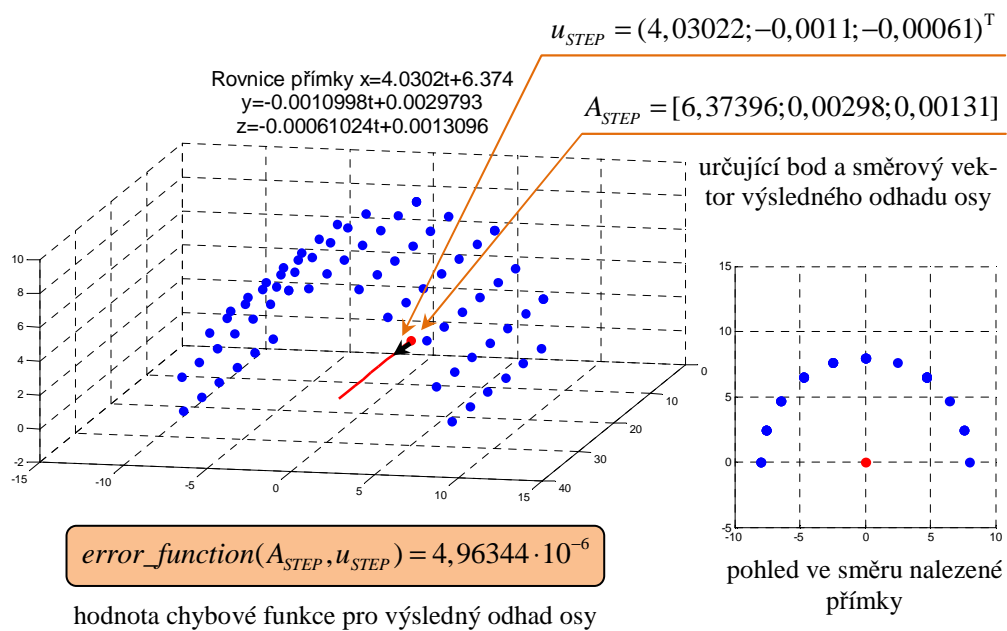 u_STEP = (4,03022;−0,0011;−0,00061)^T
Rovnice přímky x=4.0302t+6.374
y=-0.0010998t+0.0029793
z=-0.00061024t+0.0013096
A_STEP = [6,37396;0,00298;0,00131]
určující bod a směrový vek-
tor výsledného odhadu osy
10
8
6
4
2
0
-2
-15
-10
-5
0
5
10
15
0
10
20
30
40
15
10
5
0
-5
-10
-5
0
5
10
error_function(A_STEP,u_STEP) = 4,96344·10^−6
hodnota chybové funkce pro výsledný odhad osy
pohled ve směru nalezené
přímky